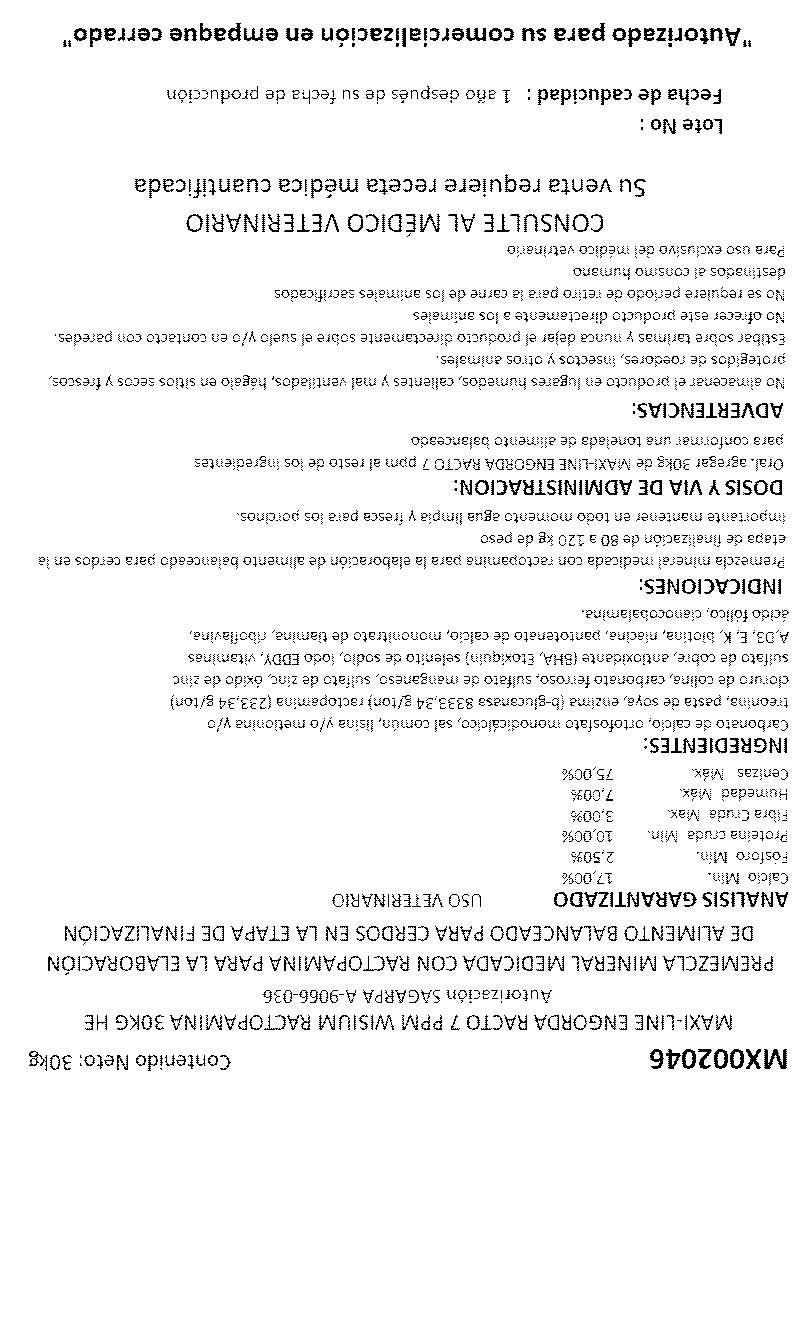 MX002046 Contenido Neto: 30kg
MAXI-LINE ENGORDA RACTO 7 PPM WISIUM RACTOPAMINA 30KG HE
Autorización SAGARPA A-9066-036
PREMEZCLA MINERAL MEDICADA CON RACTOPAMINA PARA LA ELABORACIÓN
DE ALIMENTO BALANCEADO PARA CERDOS EN LA ETAPA DE FINALIZACIÓN
ANALISIS GARANTIZADO USO VETERINARIO
Calcio Min. 17,00%
Fosforo Mín. 2,50%
Proteina cruda Min. 10,00%
Fibra Cruda Max. 3,00%
Humedad Máx. 7,00%
Cenizas Máx. 75,00%
INGREDIENTES:
Carbonato de calcio, ortofosfato monodicálcico, sal común, lisina y/o metionina y/o
treonina, pasta de soya, enzima (b-glucanasa 8333,34 g/ton) ractopamina (233,34 g/ton)
cloruro de colina, carbonato ferroso, sulfato de manganeso, sulfato de zinc, óxido de zinc
sulfato de cobre, antioxidante (BHA, Etoxiquin) selenito de sodio, Iodo EDDY, vitaminas
A, D3, E, K, biotina, niacina, pantotenato de calcio, mononitrato de tiamina, riboflavina,
ácido fólico, cianocobalamina.
INDICACIONES:
Premezcla mineral medicada con ractopamina para la elaboración de alimento balanceado para cerdos en la
etapa de finalización de 80 a 120 kg de peso
importante mantener en todo momento agua limpia y fresca para los porcinos.
DOSIS Y VIA DE ADMINISTRACION:
Oral. agregar 30kg de MAXI-LINE ENGORDA RACTO 7 ppm al resto de los ingredientes
para conformar una tonelada de alimento balanceado
ADVERTENCIAS:
No almacenar el producto en lugares humedos, calientes y mal ventilados, hágalo en sitios secos y frescos,
protegidos de roedores, insectos y otros animales.
Estibar sobre tarimas y nunca dejar el producto directamente sobre el suelo y/o en contacto con paredes.
No ofrecer este producto directamente a los animales
No se requiere periodo de retiro para la carne de los animales sacrificados
destinados al consmo humano
Para uso exclusivo del médico vetrinario
CONSULTE AL MÉDICO VETERINARIO
Su venta requiere receta médica cuantificada
Lote No :
Fecha de caducidad : 1 año después de su fecha de producción
"Autorizado para su comercialización en empaque cerrado"